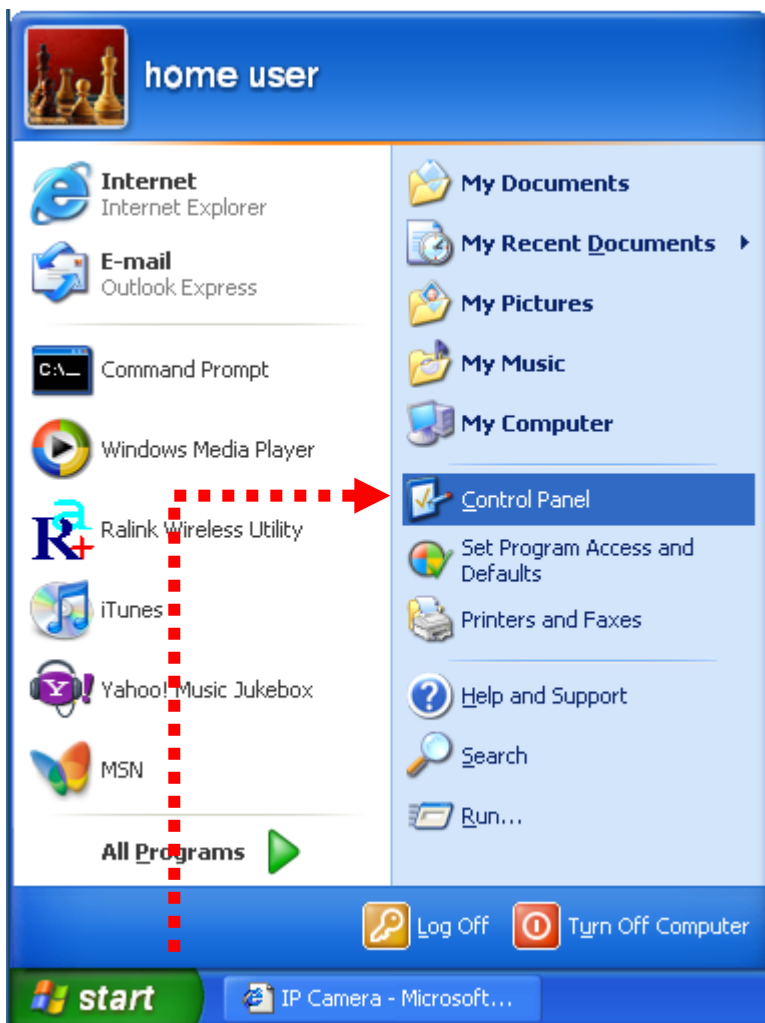 home user
Internet
Internet Explorer
E-mail
Outlook Express
C:\_
Command Prompt
Windows Media Player
Ralink Wireless Utility
iTunes
Yahoo! Music Jukebox
MSN
All Programs
My Documents
My Recent Documents
My Pictures
My Music
My Computer
Control Panel
Set Program Access and
Defaults
Printers and Faxes
Help and Support
Search
Run...
Log Off
Turn Off Computer
start
IP Camera - Microsoft...